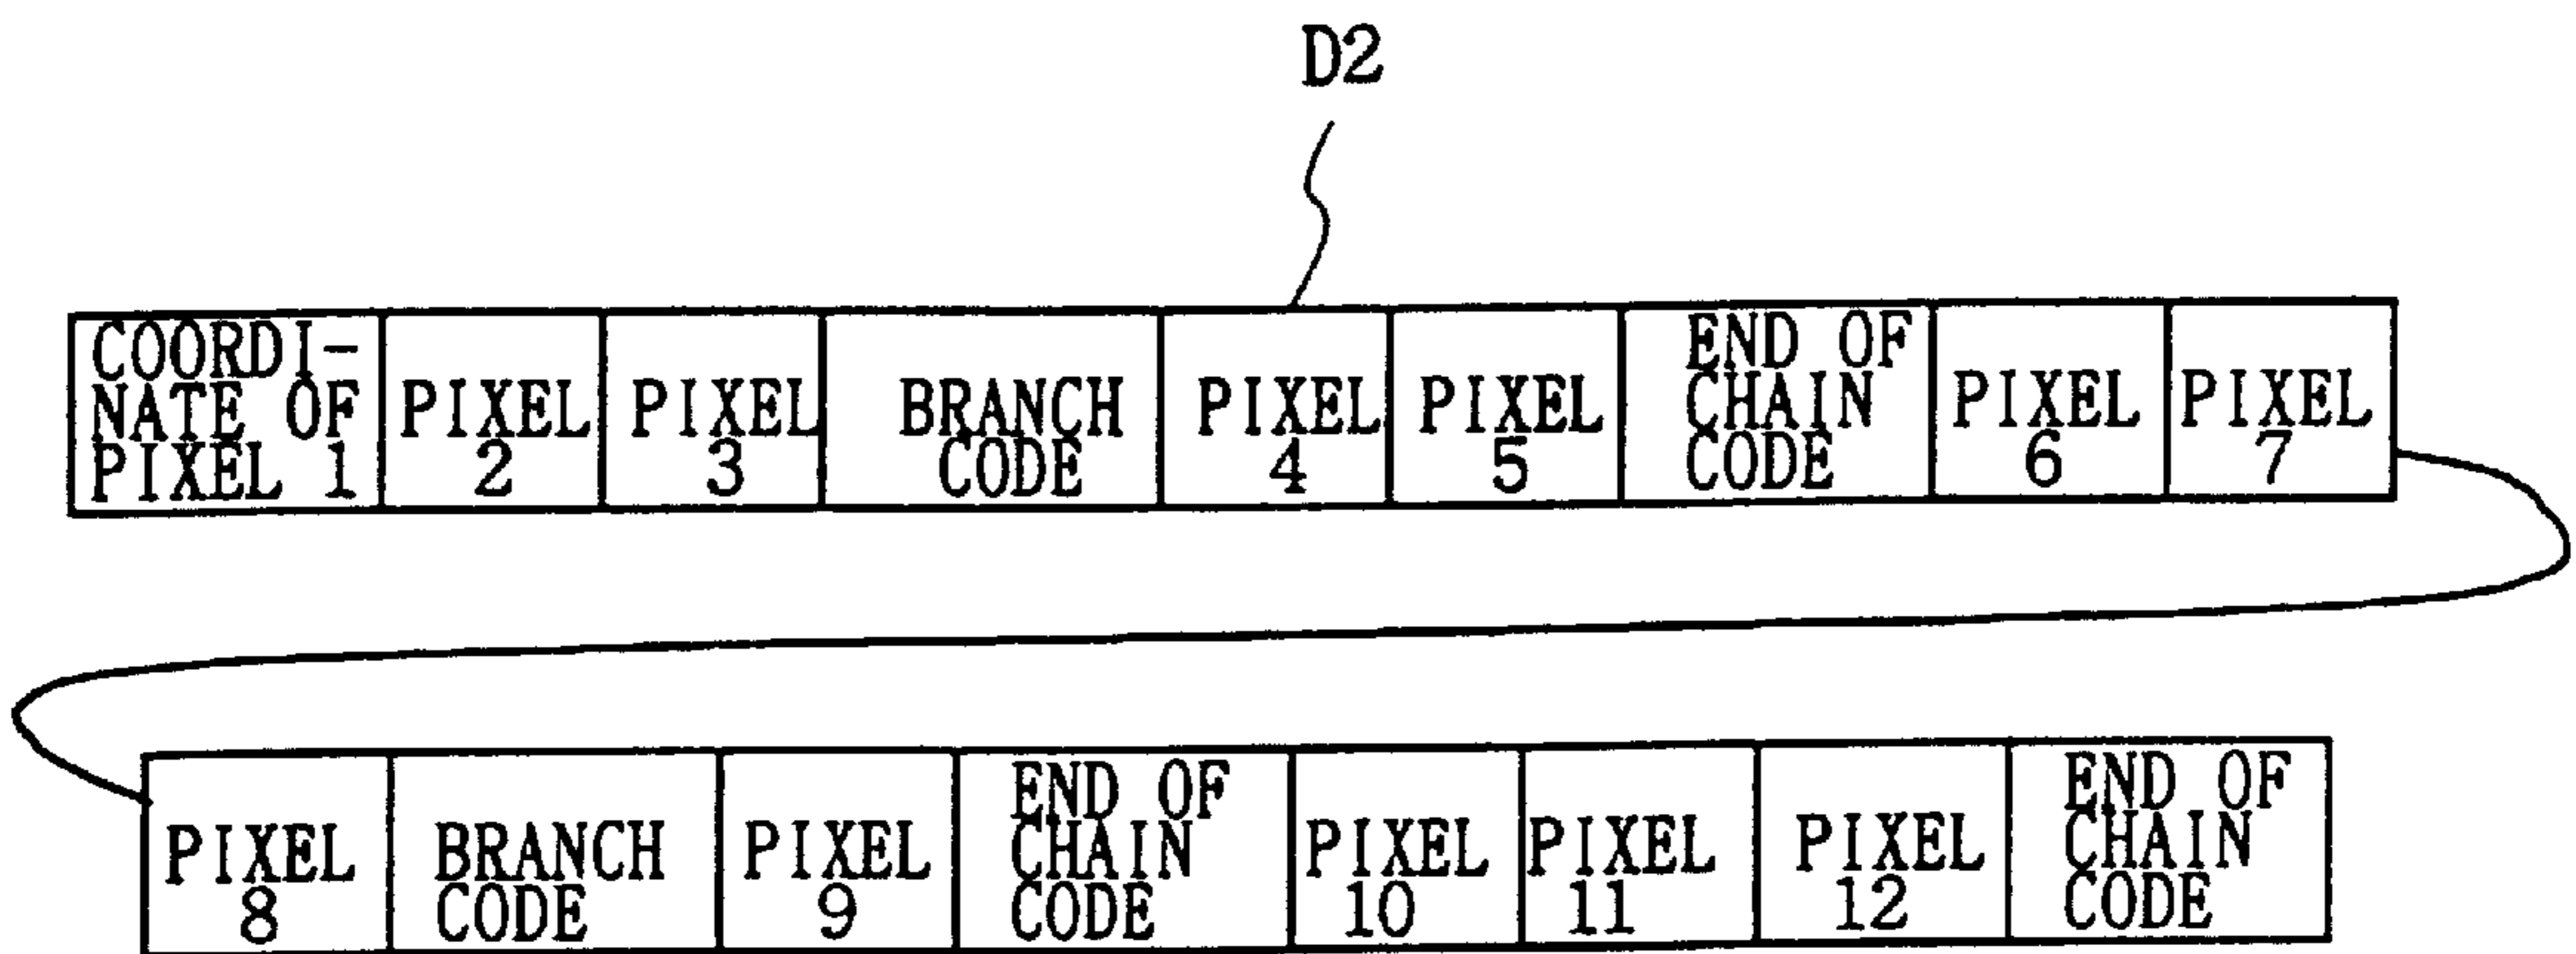 D2
COORDI-
NATE OF
PIXEL 1
PIXEL
2
PIXEL
3
BRANCH
CODE
PIXEL
4
PIXEL
5
END OF
CHAIN
CODE
PIXEL
6
PIXEL
7
PIXEL
8
BRANCH
CODE
PIXEL
9
END OF
CHAIN
CODE
PIXEL
10
PIXEL
11
PIXEL
12
END OF
CHAIN
CODE